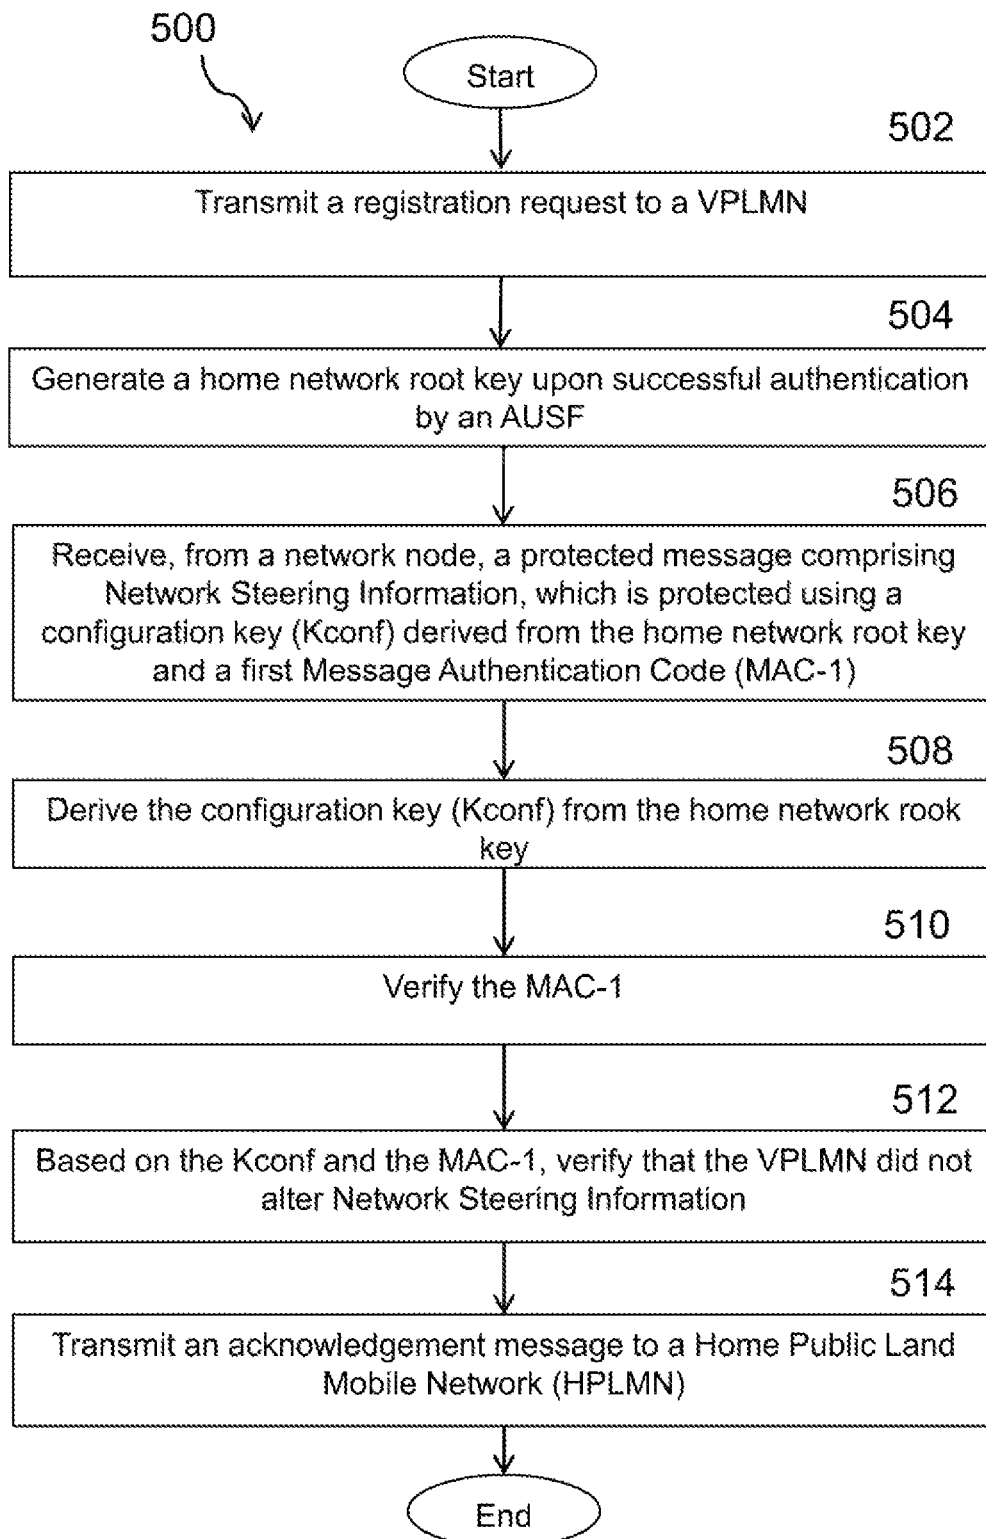 500
Start
502
Transmit a registration request to a VPLMN
504
Generate a home network root key upon successful authentication
by an AUSF
506
Receive, from a network node, a protected message comprising
Network Steering Information, which is protected using a
configuration key (Kconf) derived from the home network root key
and a first Message Authentication Code (MAC-1)
508
Derive the configuration key (Kconf) from the home network rook
key
510
Verify the MAC-1
512
Based on the Kconf and the MAC-1, verify that the VPLMN did not
alter Network Steering Information
514
Transmit an acknowledgement message to a Home Public Land
Mobile Network (HPLMN)
End